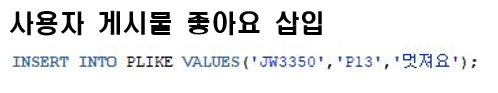 사용자 게시물 좋아요 삽입
INSERT INTO PLIKE VALUES('JW3350','P13','멋져요');